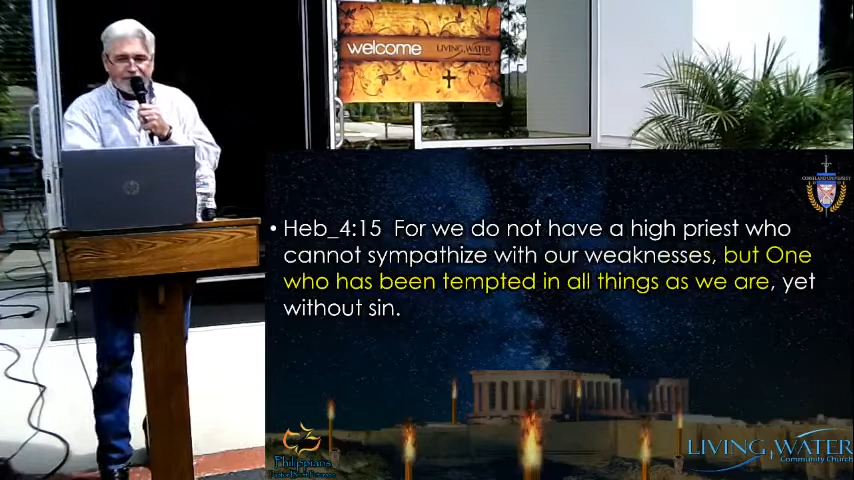 welcome LIVING WATER
hp
• Heb_4:15 For we do not have a high priest who
cannot sympathize with our weaknesses, but One
who has been tempted in all things as we are, yet
without sin.
Philippians
LIVING WATER
Community Church